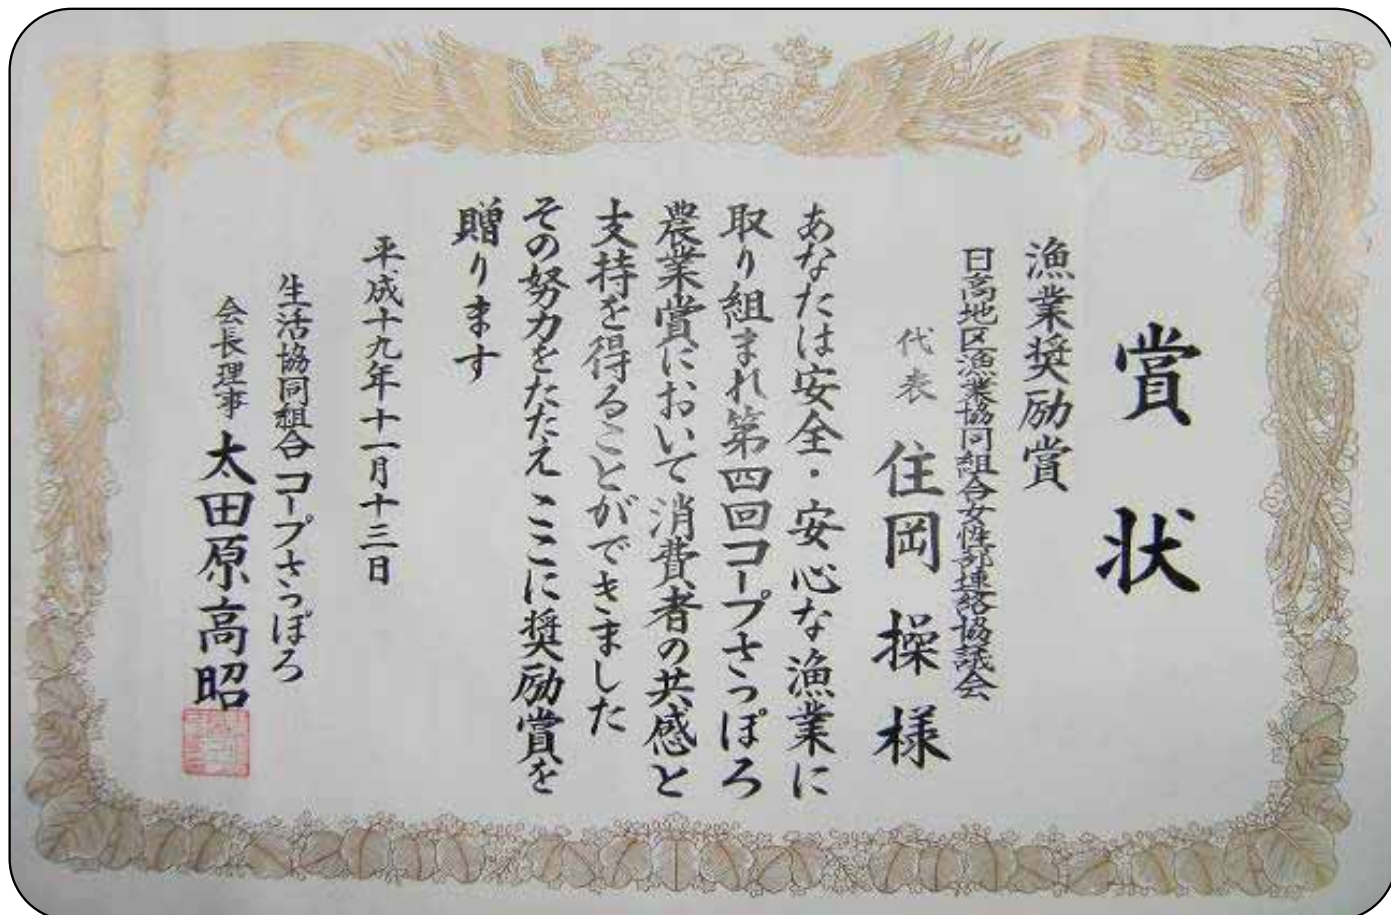 賞状
漁業奨励賞
日高地区漁業協同組合女性部連絡協議会
代表 住岡 操 様
あなたは安全・安心な漁業に
取り組まれ第四回コープさっぽろ
農業賞において消費者の共感と
支持を得ることができました
その努力をたたえここに奨励賞を
贈ります
平成十九年十一月十三日
生活協同組合コープさっぽろ
会長理事 太田原高昭